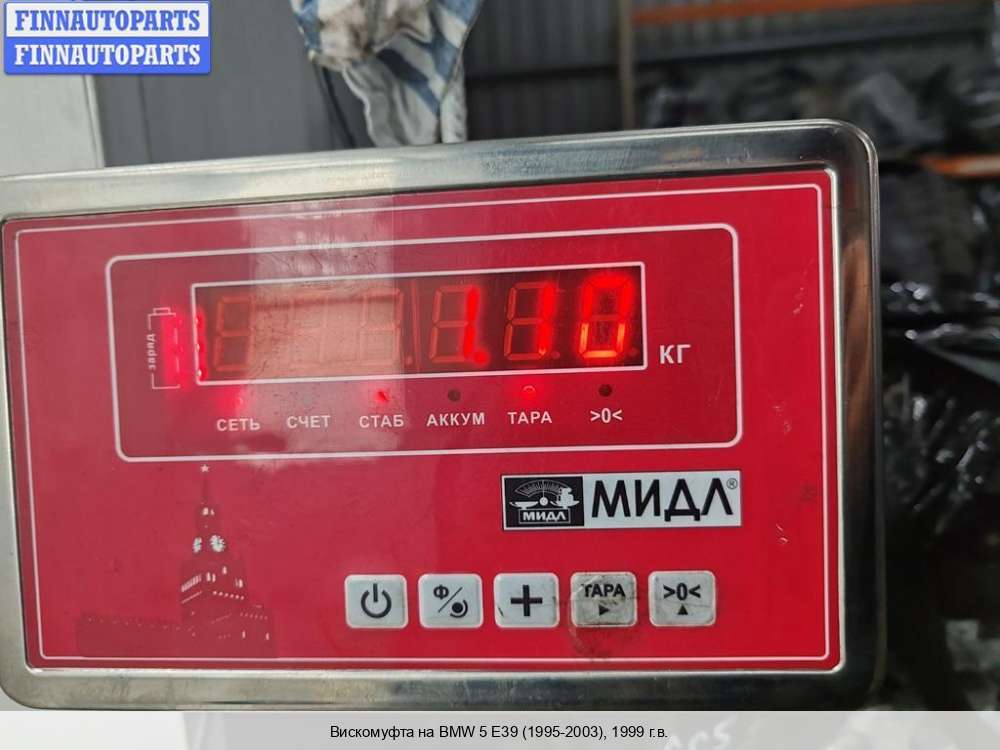 FINNAUTOPARTS
FINNAUTOPARTS
заряд
1.10
КГ
СЕТЬ СЧЕТ СТАБ АККУМ ТАРА >0<
МИДЛ МИДЛ®
Ф ТАРА >0<
Вискомуфта на BMW 5 E39 (1995-2003), 1999 г.в.